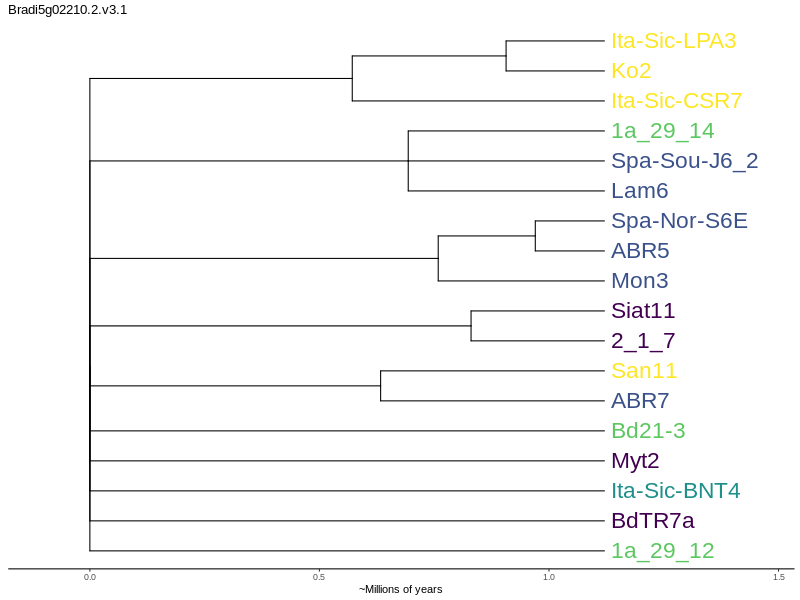 Bradi5g02210.2.v3.1
Ita-Sic-LPA3
Ko2
Ita-Sic-CSR7
1a_29_14
Spa-Sou-J6_2
Lam6
Spa-Nor-S6E
ABR5
Mon3
Siat11
2_1_7
San11
ABR7
Bd21-3
Myt2
Ita-Sic-BNT4
BdTR7a
1a_29_12
0.0 0.5 1.0 1.5
~Millions of years